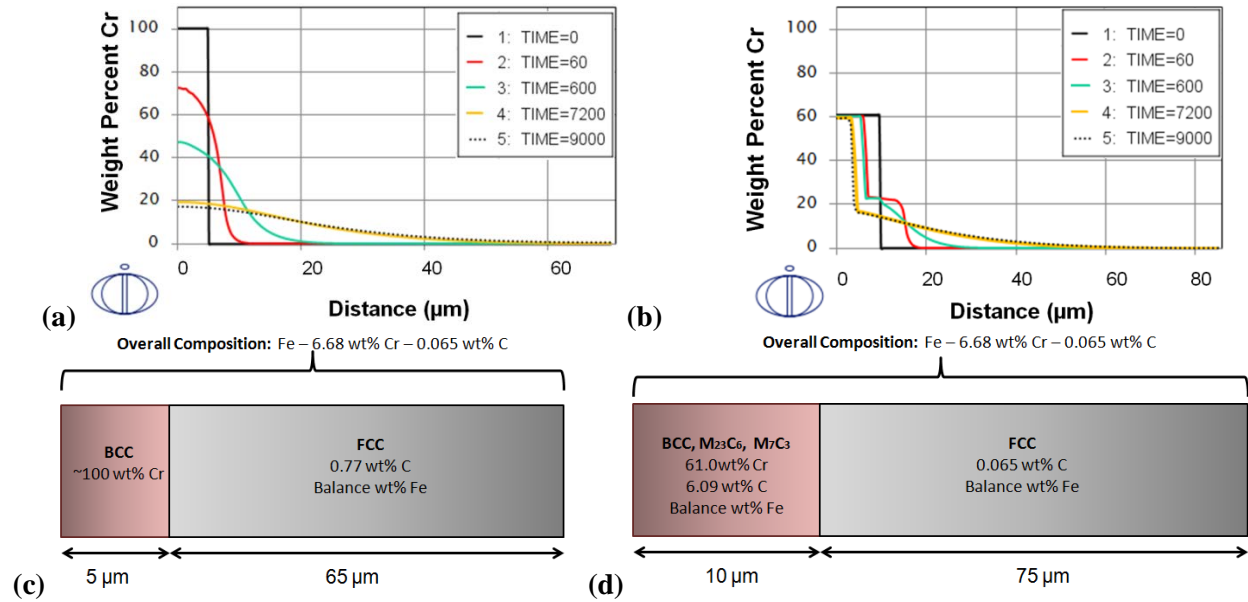 Weight Percent Cr
100
80
60
40
20
0
1: TIME=0
2: TIME=60
3: TIME=600
4: TIME=7200
5: TIME=9000
0 20 40 60
Distance (µm)
(a)
Weight Percent Cr
100
80
60
40
20
0
1: TIME=0
2: TIME=60
3: TIME=600
4: TIME=7200
5: TIME=9000
0 20 40 60 80
Distance (µm)
(b)
Overall Composition: Fe – 6.68 wt% Cr – 0.065 wt% C
BCC
~100 wt% Cr
FCC
0.77 wt% C
Balance wt% Fe
5 µm
65 µm
(c)
Overall Composition: Fe – 6.68 wt% Cr – 0.065 wt% C
BCC, M₂₃C₆, M₇C₃
61.0wt% Cr
6.09 wt% C
Balance wt% Fe
FCC
0.065 wt% C
Balance wt% Fe
10 µm
75 µm
(d)